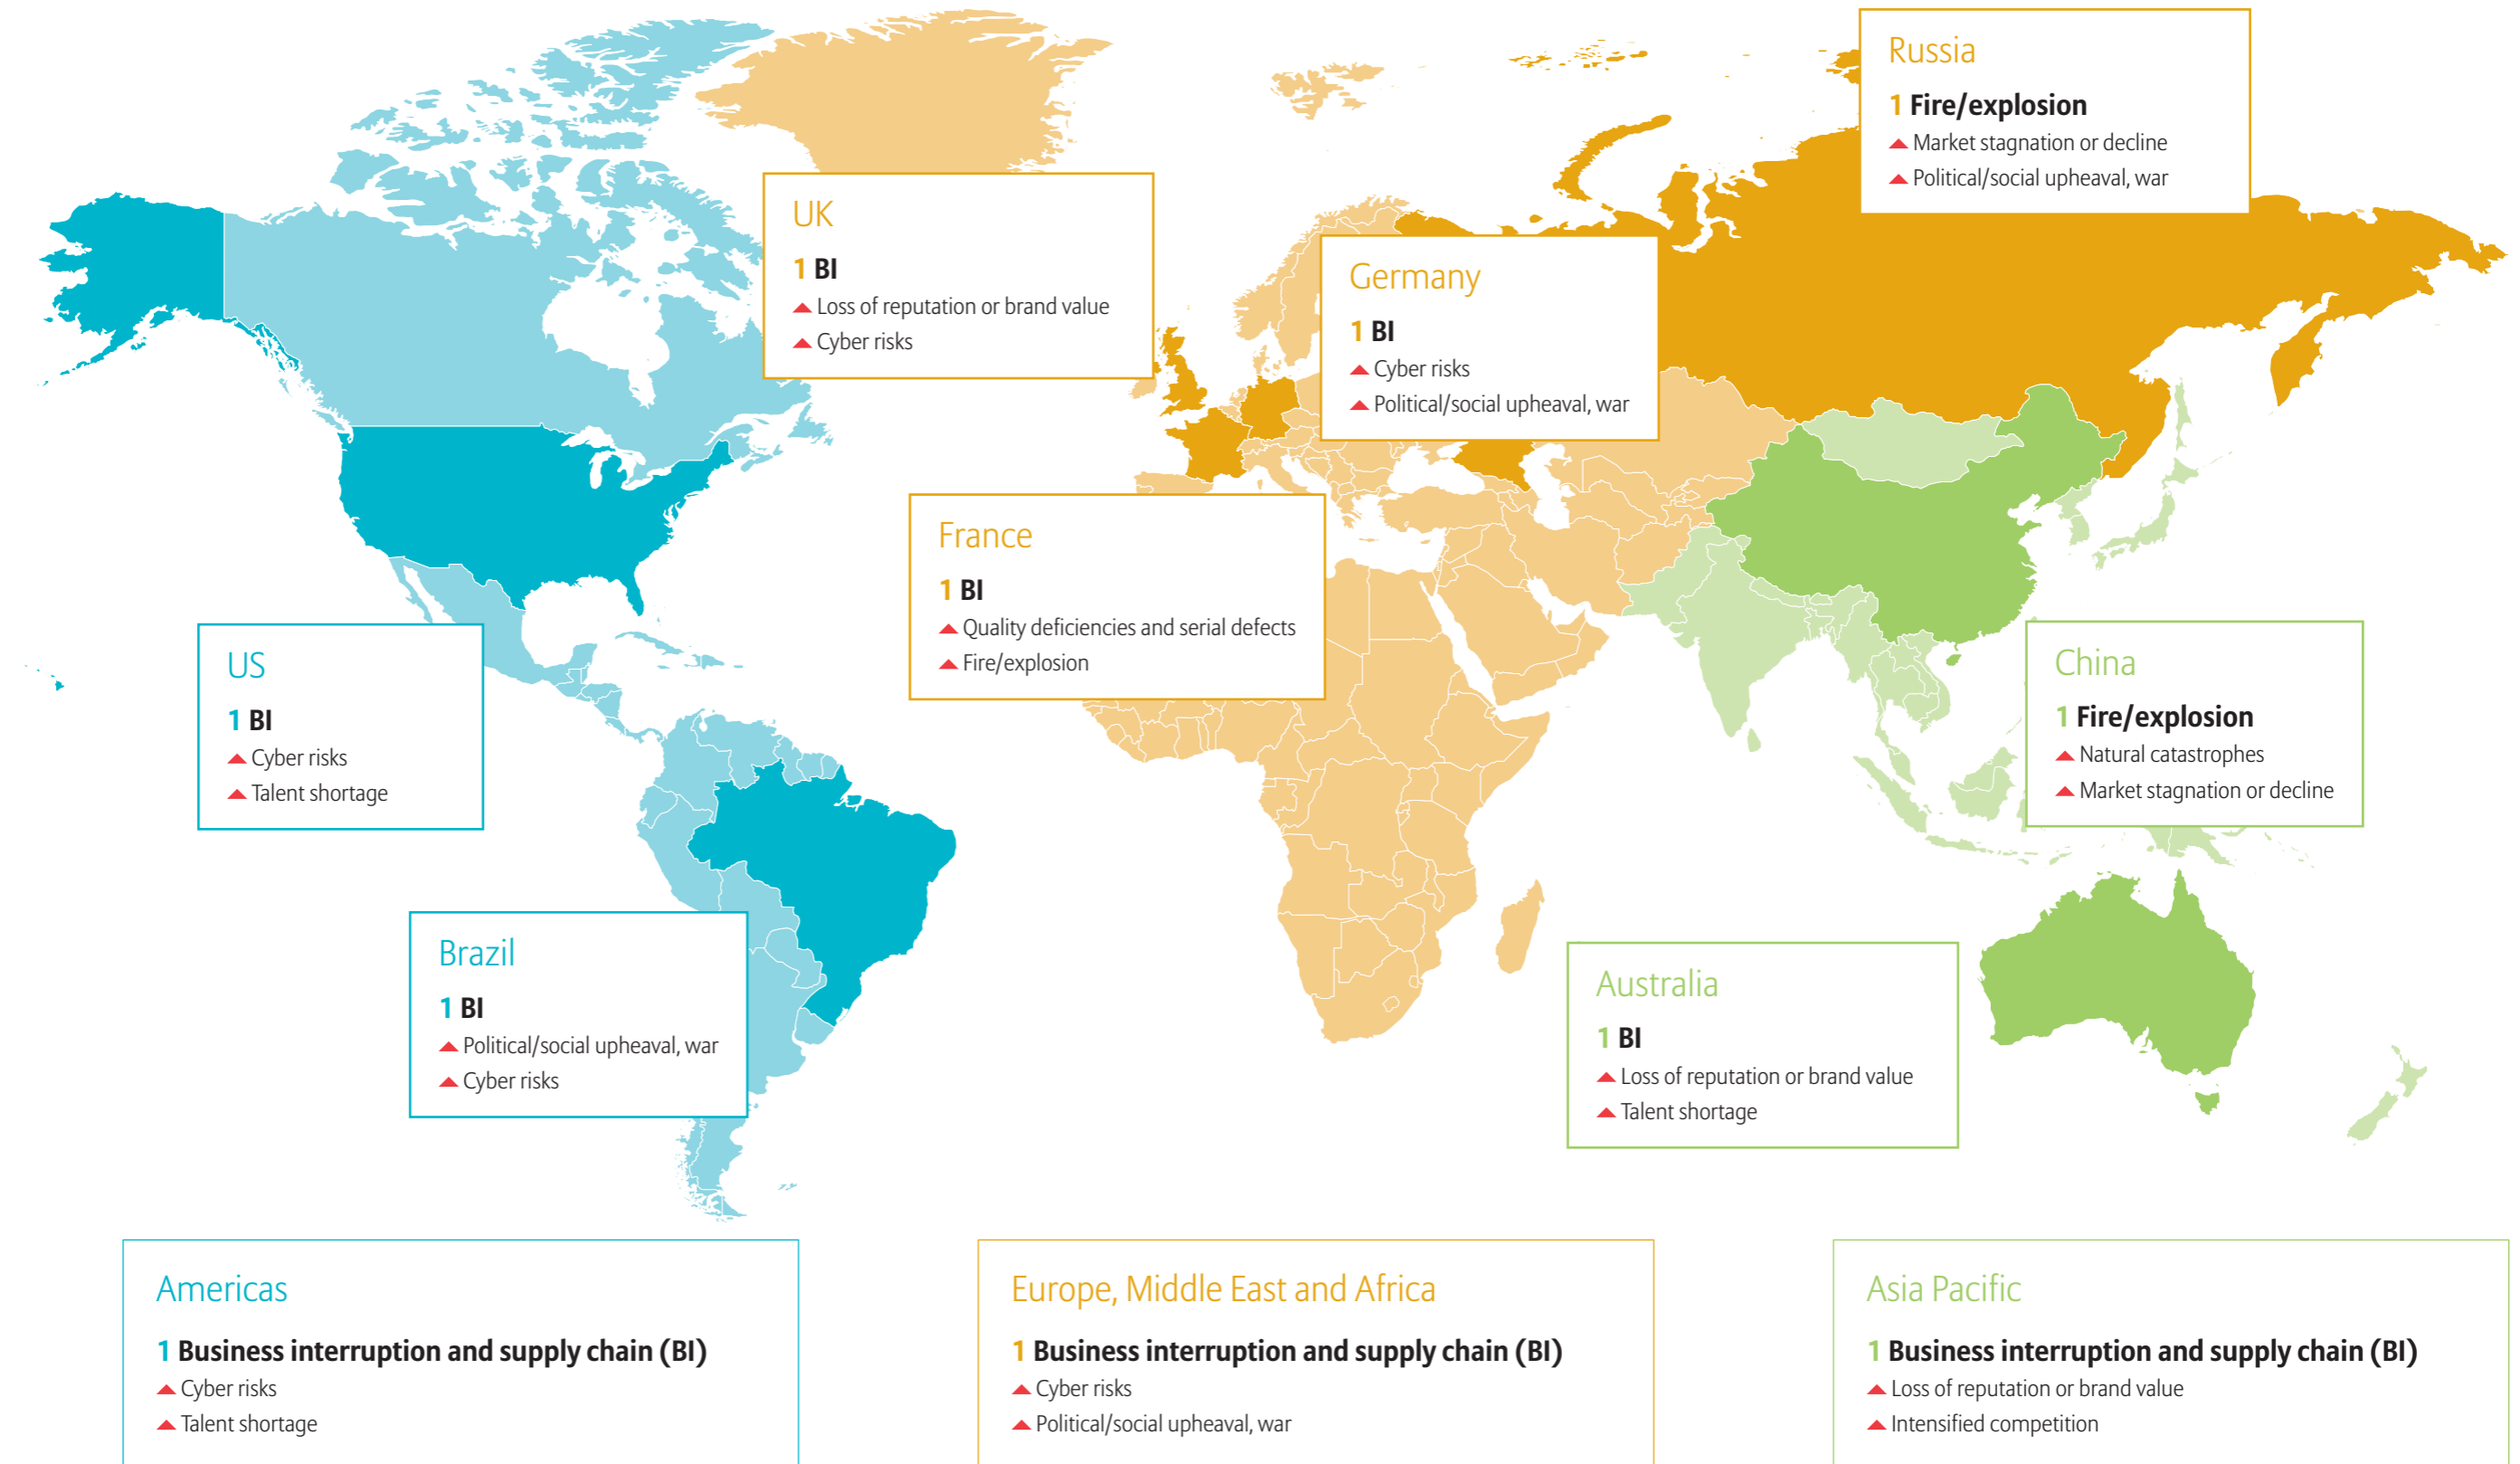 Russia
1 Fire/explosion
Market stagnation or decline
Political/social upheaval, war
UK
1 BI
Loss of reputation or brand value
Cyber risks
Germany
1 BI
Cyber risks
Political/social upheaval, war
France
1 BI
Quality deficiencies and serial defects
Fire/explosion
US
1 BI
Cyber risks
Talent shortage
China
1 Fire/explosion
Natural catastrophes
Market stagnation or decline
Brazil
1 BI
Political/social upheaval, war
Cyber risks
Australia
1 BI
Loss of reputation or brand value
Talent shortage
Americas
1 Business interruption and supply chain (BI)
Cyber risks
Talent shortage
Europe, Middle East and Africa
1 Business interruption and supply chain (BI)
Cyber risks
Political/social upheaval, war
Asia Pacific
1 Business interruption and supply chain (BI)
Loss of reputation or brand value
Intensified competition